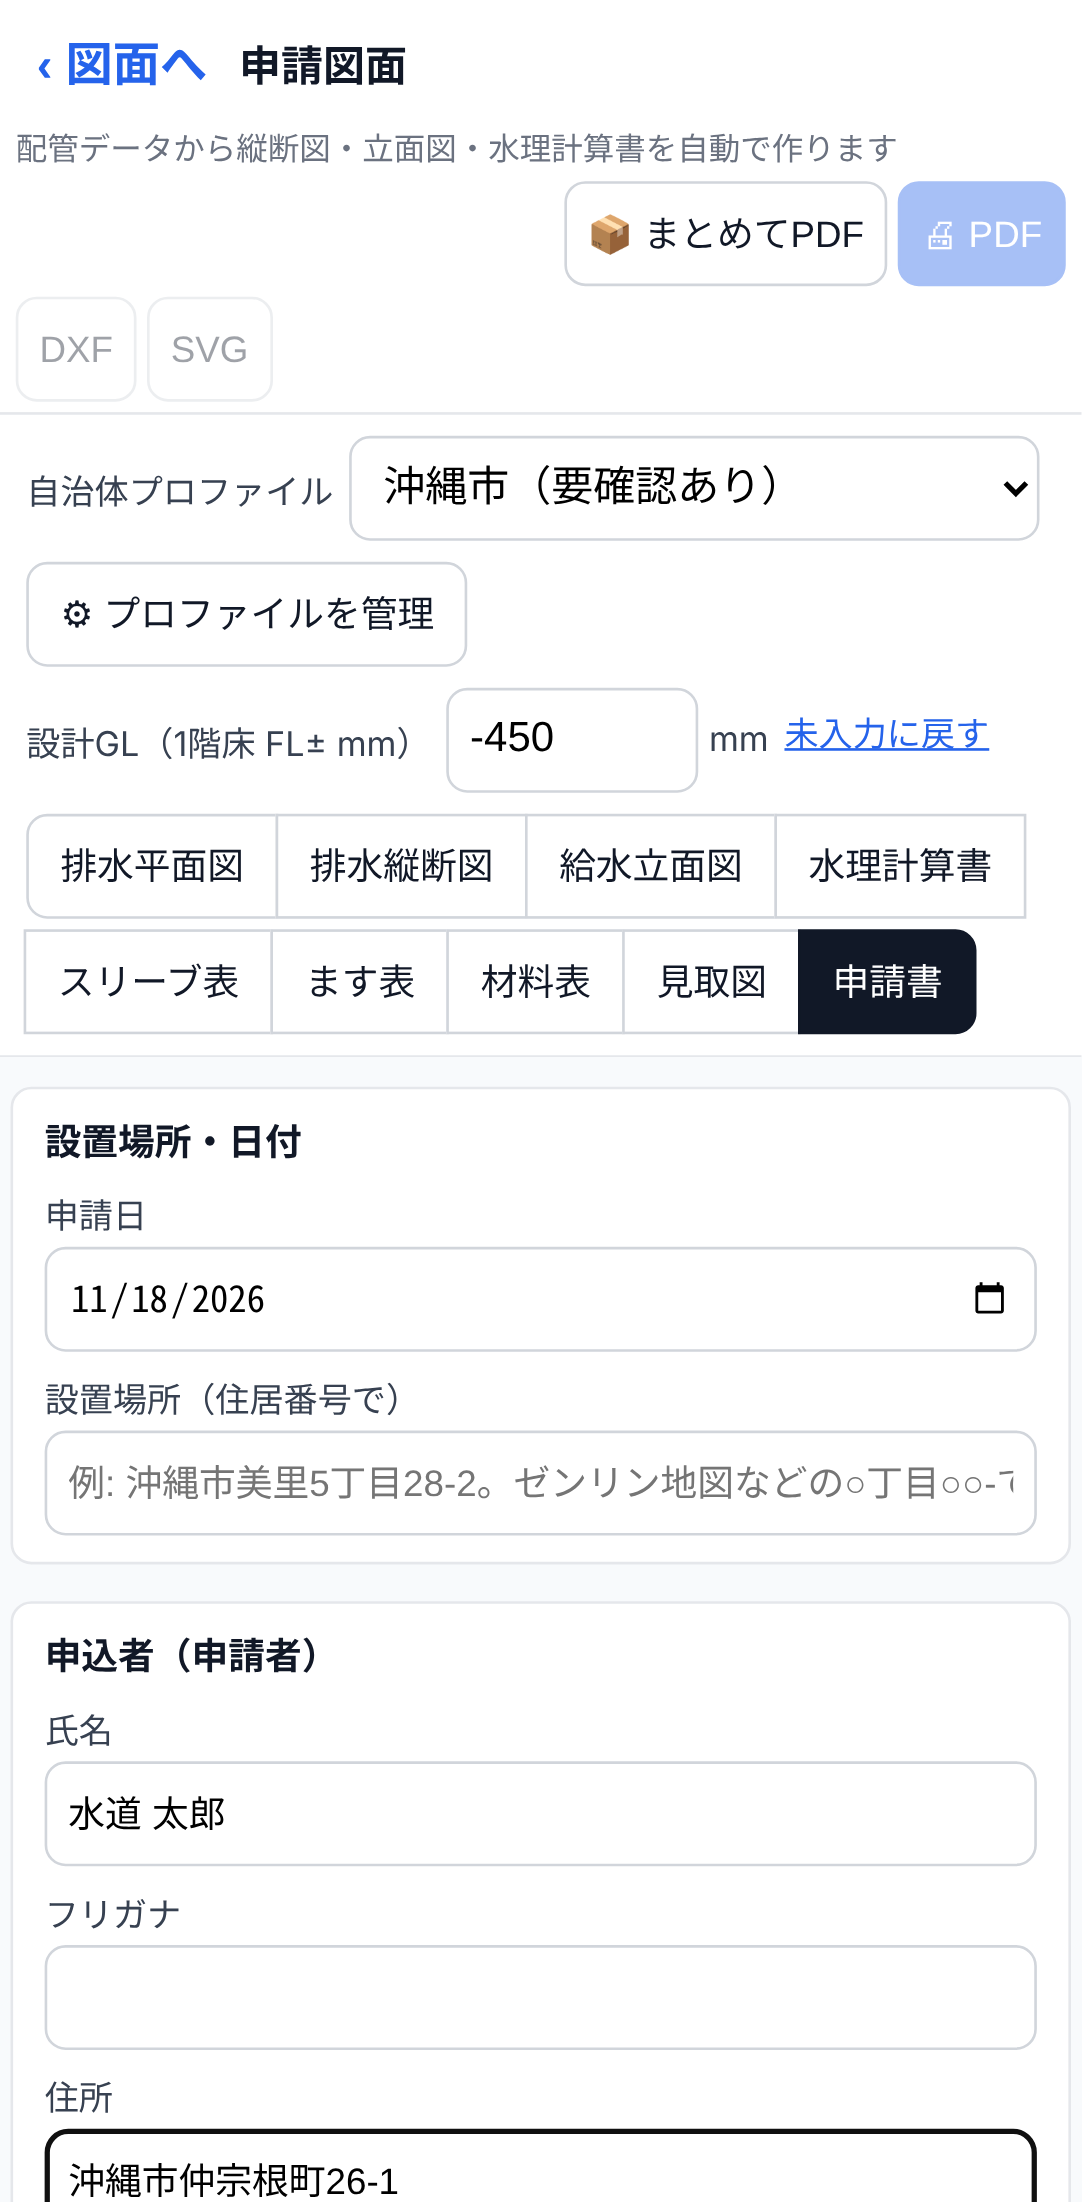 ‹ 図面へ 申請図面
配管データから縦断図・立面図・水理計算書を自動で作ります
📦 まとめてPDF 🖨 PDF
DXF SVG
自治体プロファイル 沖縄市（要確認あり）
⚙ プロファイルを管理
設計GL（1階床 FL± mm） -450 mm 未入力に戻す
排水平面図 排水縦断図 給水立面図 水理計算書
スリーブ表 ます表 材料表 見取図 申請書
設置場所・日付
申請日
11/18/2026
設置場所（住居番号で）
例: 沖縄市美里5丁目28-2。ゼンリン地図などの○丁目○○-
申込者（申請者）
氏名
水道 太郎
フリガナ
住所
沖縄市仲宗根町26-1